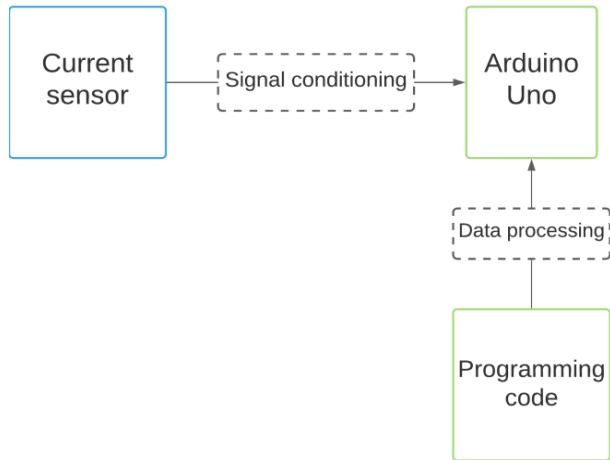 Current
sensor
Signal conditioning
Arduino
Uno
Data processing
Programming
code